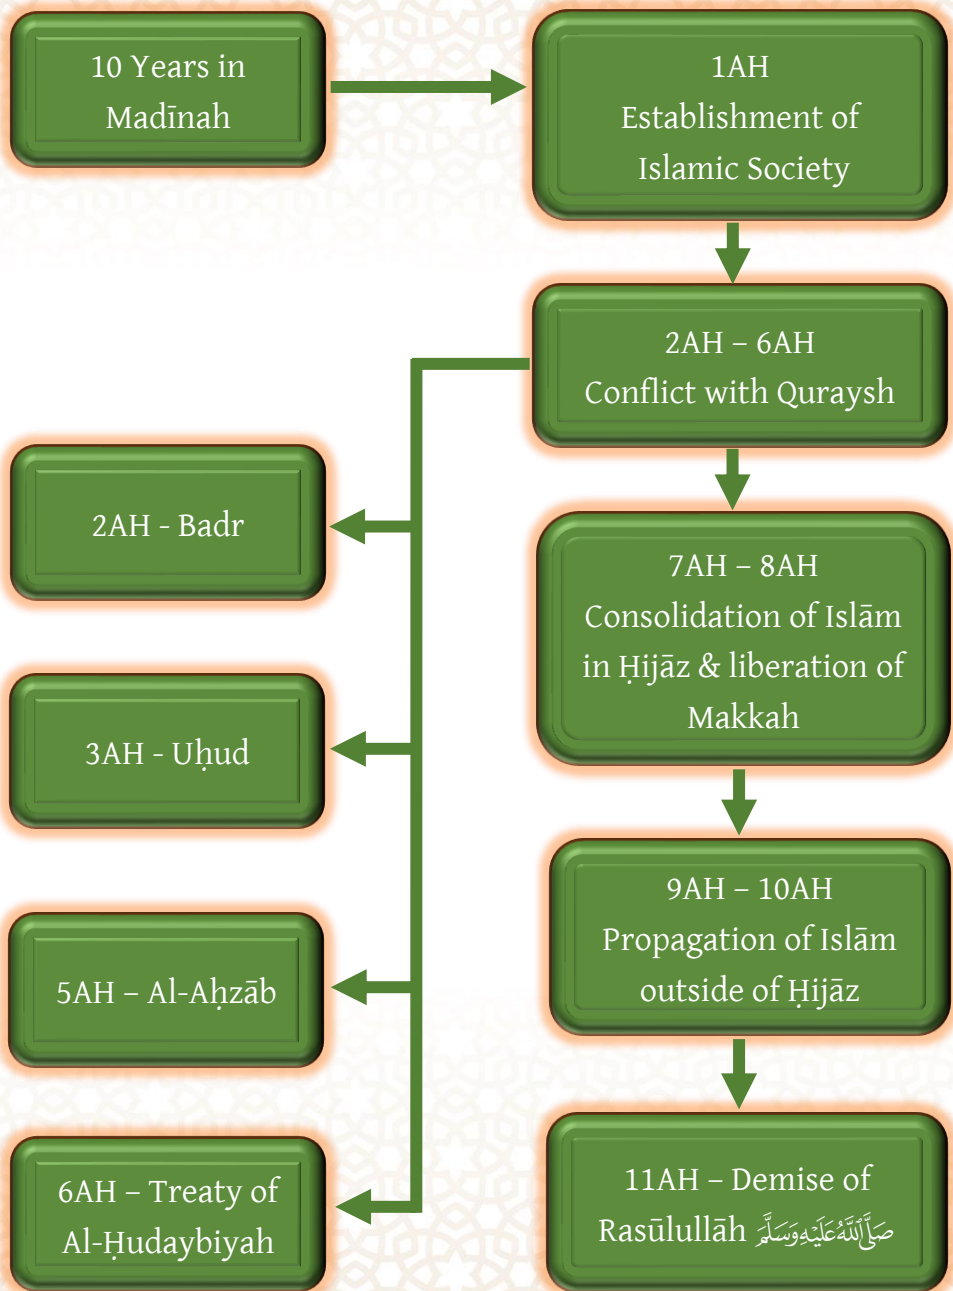 10 Years in
Madīnah
1AH
Establishment of
Islamic Society
2AH – 6AH
Conflict with Quraysh
2AH - Badr
3AH - Uḥud
5AH – Al-Aḥzāb
6AH – Treaty of
Al-Ḥudaybiyah
7AH – 8AH
Consolidation of Islām
in Ḥijāz & liberation of
Makkah
9AH – 10AH
Propagation of Islām
outside of Ḥijāz
11AH – Demise of
Rasūlullāh صَلَّى ٱللَّهُ عَلَيْهِ وَسَلَّمَ